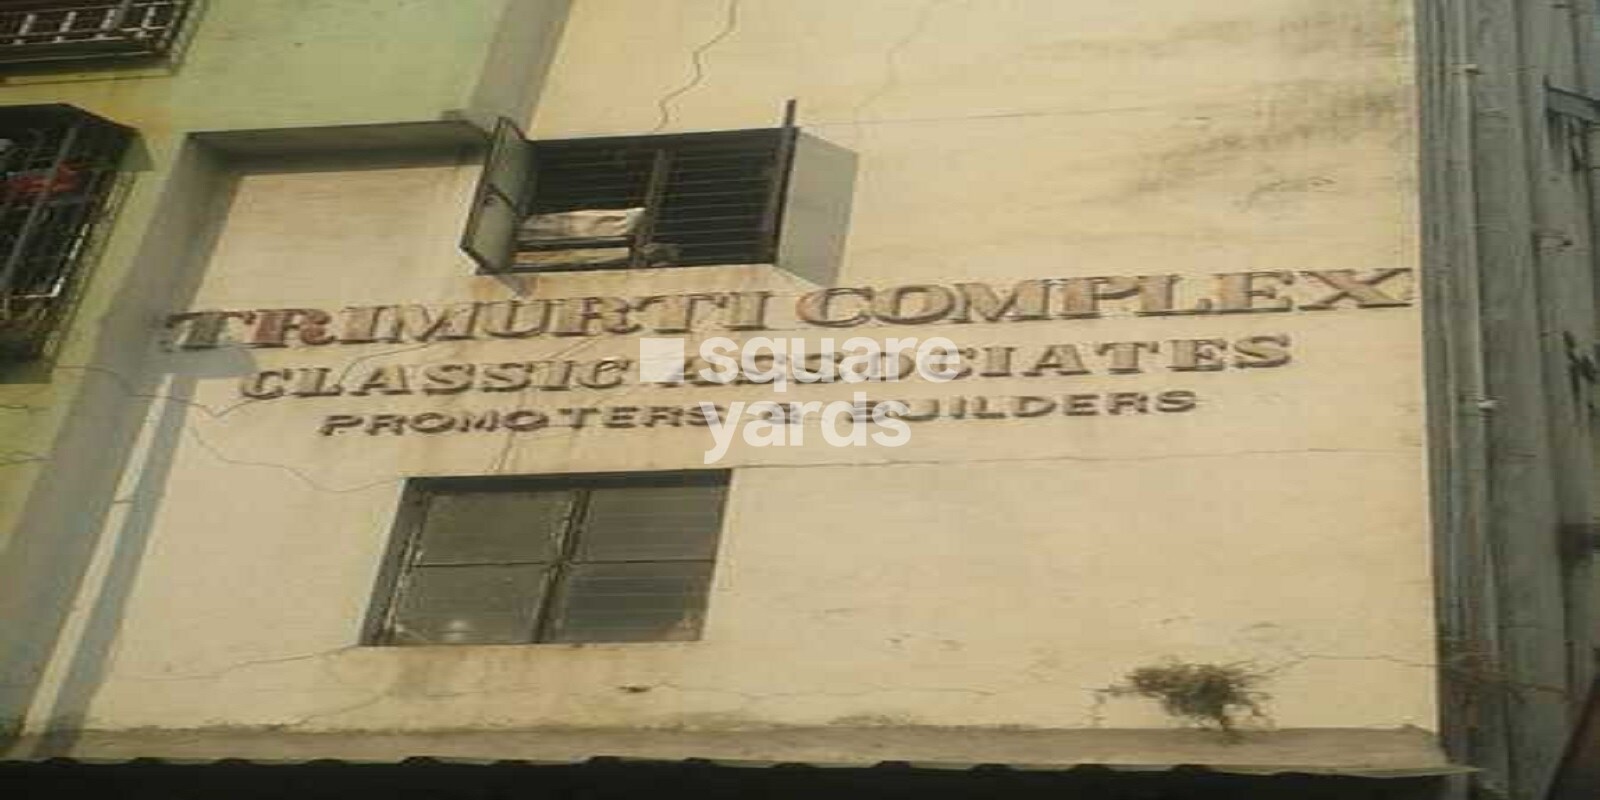 TRIMURTI COMPLEX
CLASSIC ASSOCIATES
PROMOTERS & BUILDERS
square
yards